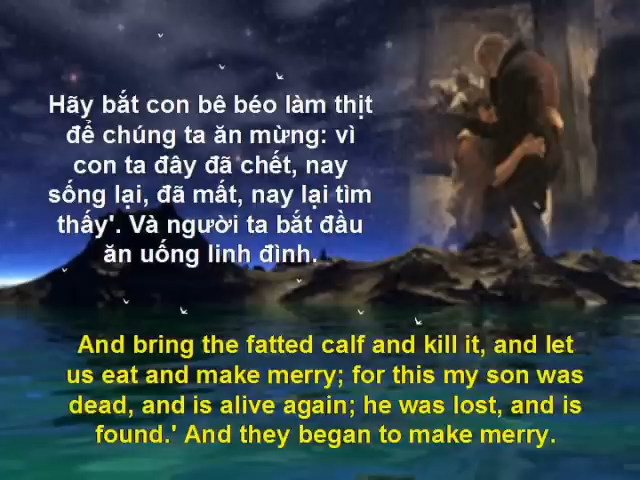 Hãy bắt con bê béo làm thịt
để chúng ta ăn mừng: vì
con ta đây đã chết, nay
sống lại, đã mất, nay lại tìm
thấy'. Và người ta bắt đầu
ăn uống linh đình.
And bring the fatted calf and kill it, and let
us eat and make merry; for this my son was
dead, and is alive again; he was lost, and is
found.' And they began to make merry.